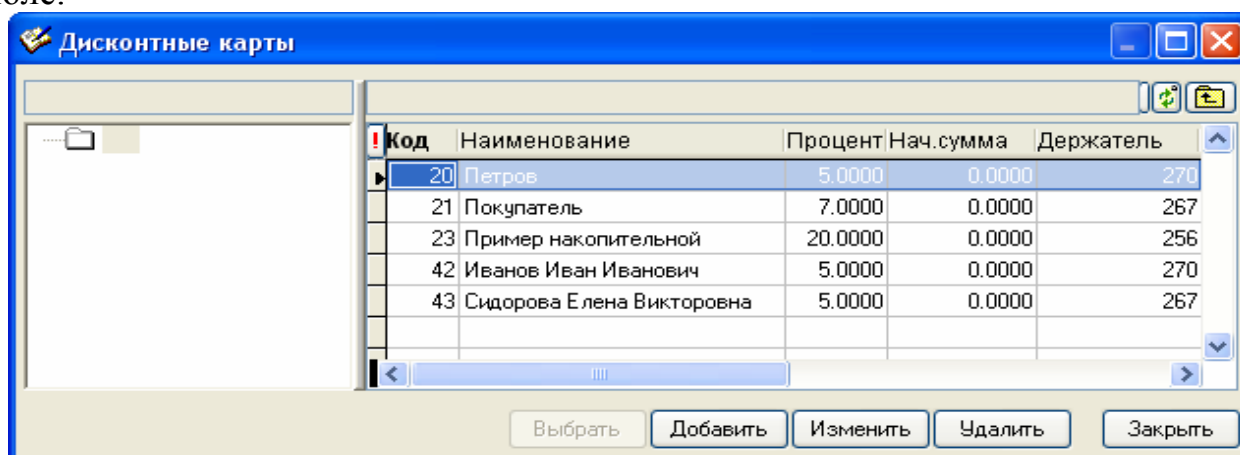 Дисконтные карты
! Код Наименование Процент Нач.сумма Держатель
20 Петров 5.0000 0.0000 270
21 Покупатель 7.0000 0.0000 267
23 Пример накопительной 20.0000 0.0000 256
42 Иванов Иван Иванович 5.0000 0.0000 270
43 Сидорова Елена Викторовна 5.0000 0.0000 267
Выбрать Добавить Изменить Удалить Закрыть